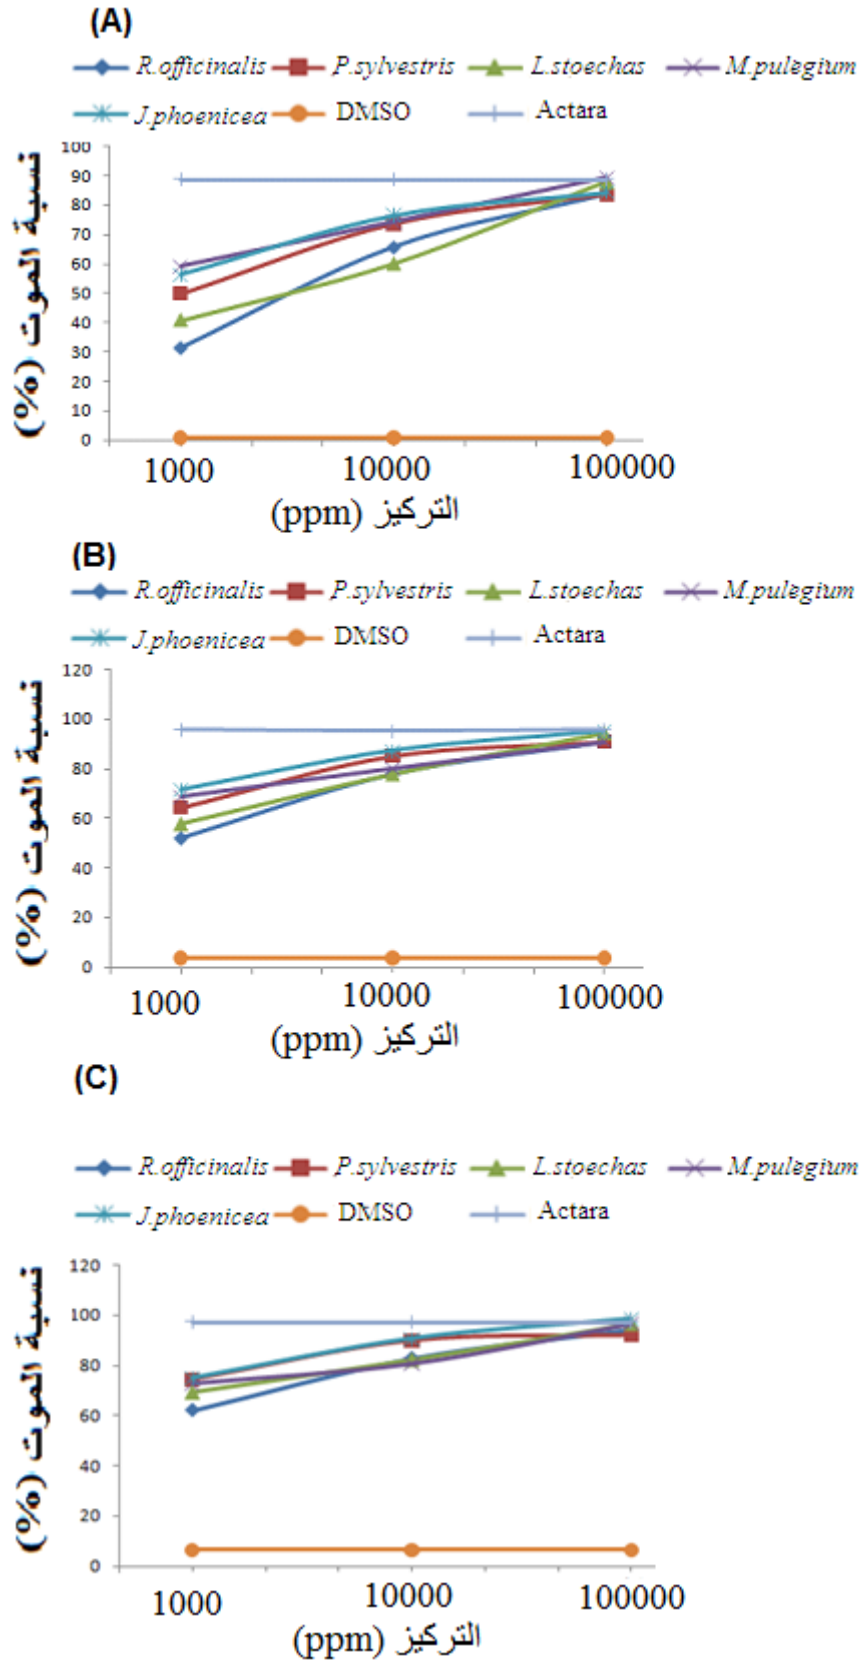 (A)
R.officinalis P.sylvestris L.stoechas M.pulegium
J.phoenicea DMSO Actara
نسبة الموت (%)
100
90
80
70
60
50
40
30
20
10
0
1000 10000 100000
التركيز (ppm)
(B)
R.officinalis P.sylvestris L.stoechas M.pulegium
J.phoenicea DMSO Actara
نسبة الموت (%)
120
100
80
60
40
20
0
1000 10000 100000
التركيز (ppm)
(C)
R.officinalis P.sylvestris L.stoechas M.pulegium
J.phoenicea DMSO Actara
نسبة الموت (%)
120
100
80
60
40
20
0
1000 10000 100000
التركيز (ppm)